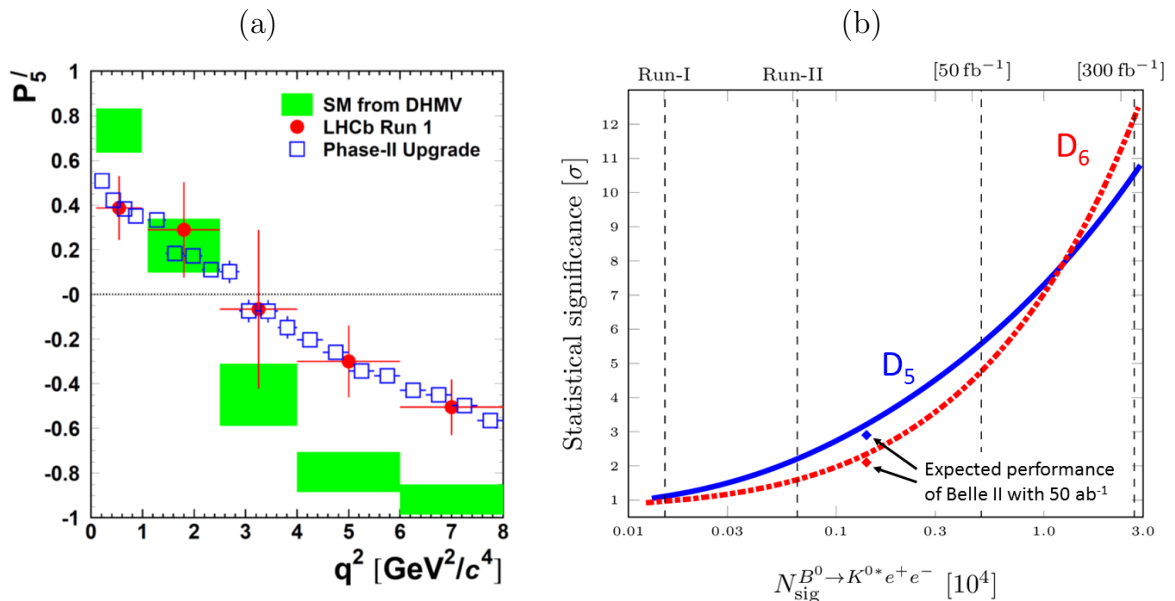 (a)
P₅′
1
0.8
0.6
0.4
0.2
-0
-0.2
-0.4
-0.6
-0.8
-1
SM from DHMV
LHCb Run 1
Phase-II Upgrade
0 1 2 3 4 5 6 7 8
q² [GeV²/c⁴]
(b)
Run-I Run-II [50 fb⁻¹] [300 fb⁻¹]
Statistical significance [σ]
12
11
10
9
8
7
6
5
4
3
2
1
D₆
D₅
Expected performance
of Belle II with 50 ab⁻¹
0.01 0.03 0.1 0.3 1.0 3.0
N_sig^{B⁰→K⁰*e⁺e⁻} [10⁴]